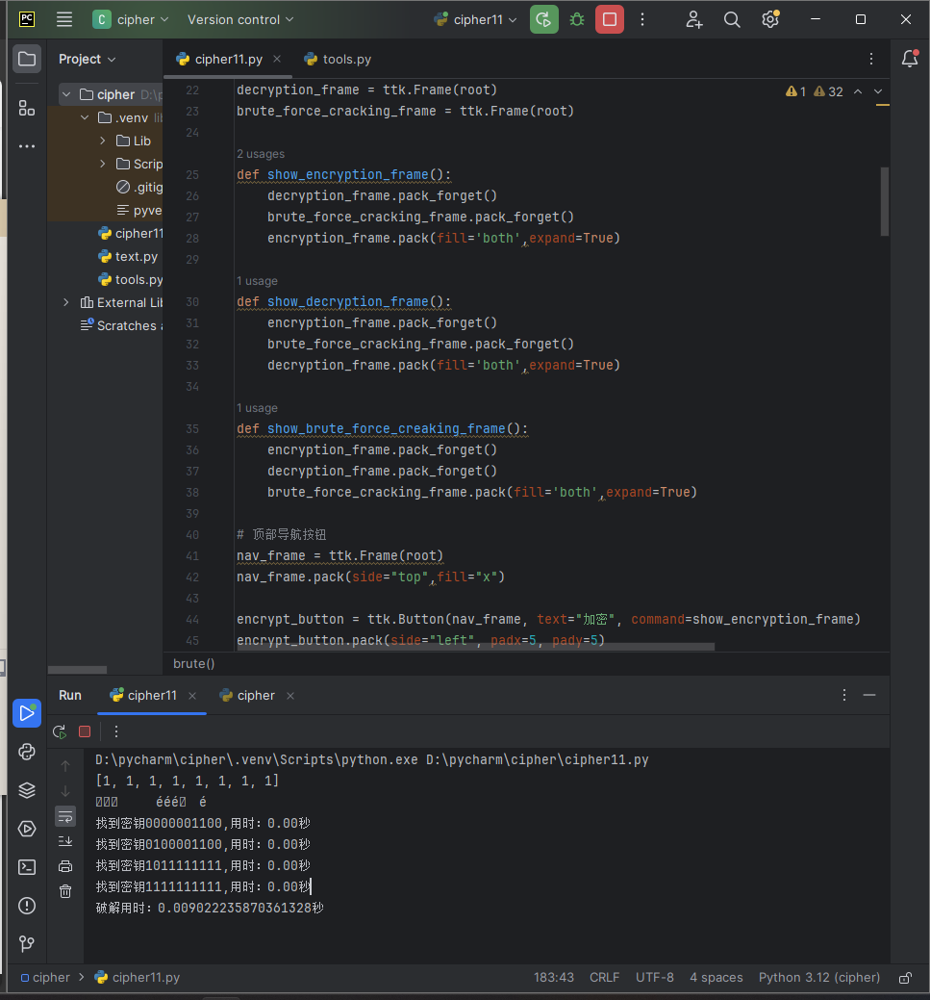 PC
C cipher
Version control
cipher11
Project
cipher11.py
tools.py
cipher D:\p
.venv lib
Lib
Scrip
.gitig
pyve
cipher11
text.py
tools.py
External Lib
Scratches a
1 32
22 decryption_frame = ttk.Frame(root)
23 brute_force_cracking_frame = ttk.Frame(root)
24
2 usages
25 def show_encryption_frame():
26 decryption_frame.pack_forget()
27 brute_force_cracking_frame.pack_forget()
28 encryption_frame.pack(fill='both',expand=True)
29
1 usage
30 def show_decryption_frame():
31 encryption_frame.pack_forget()
32 brute_force_cracking_frame.pack_forget()
33 decryption_frame.pack(fill='both',expand=True)
34
1 usage
35 def show_brute_force_creaking_frame():
36 encryption_frame.pack_forget()
37 decryption_frame.pack_forget()
38 brute_force_cracking_frame.pack(fill='both',expand=True)
39
40 # 顶部导航按钮
41 nav_frame = ttk.Frame(root)
42 nav_frame.pack(side="top",fill="x")
43
44 encrypt_button = ttk.Button(nav_frame, text="加密", command=show_encryption_frame)
45 encrypt_button.pack(side="left", padx=5, pady=5)
brute()
Run
cipher11
cipher
D:\pycharm\cipher\.venv\Scripts\python.exe D:\pycharm\cipher\cipher11.py
[1, 1, 1, 1, 1, 1, 1, 1]
ééé é
找到密钥0000001100,用时：0.00秒
找到密钥0100001100,用时：0.00秒
找到密钥1011111111,用时：0.00秒
找到密钥1111111111,用时：0.00秒
破解用时：0.009022235870361328秒
cipher
cipher11.py
183:43
CRLF
UTF-8
4 spaces
Python 3.12 (cipher)